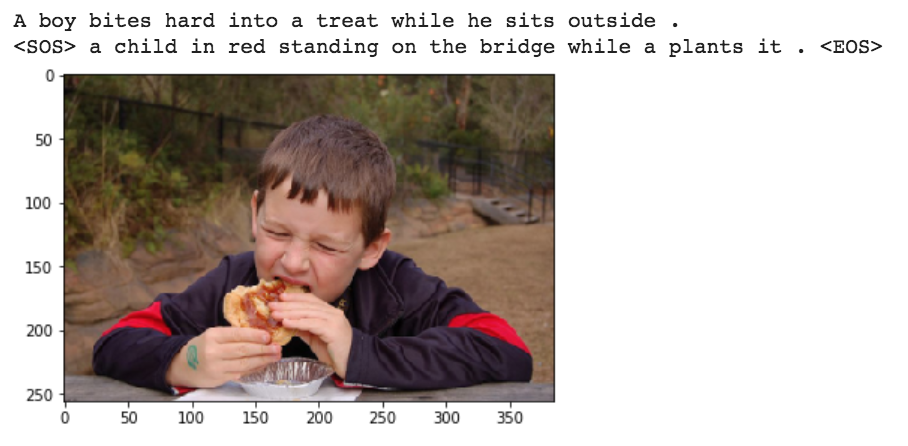 A boy bites hard into a treat while he sits outside .
<SOS> a child in red standing on the bridge while a plants it . <EOS>
0
50
100
150
200
250
0 50 100 150 200 250 300 350